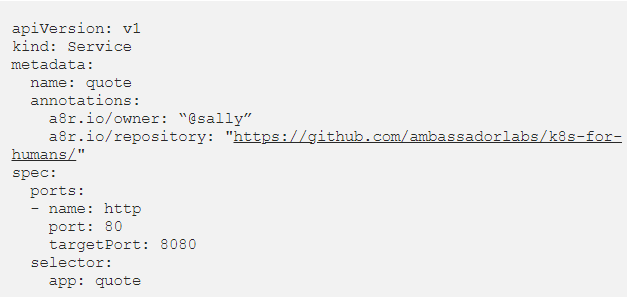 apiVersion: v1
kind: Service
metadata:
  name: quote
  annotations:
    a8r.io/owner: “@sally”
    a8r.io/repository: "https://github.com/ambassadorlabs/k8s-for-
humans/"
spec:
  ports:
  - name: http
    port: 80
    targetPort: 8080
  selector:
    app: quote